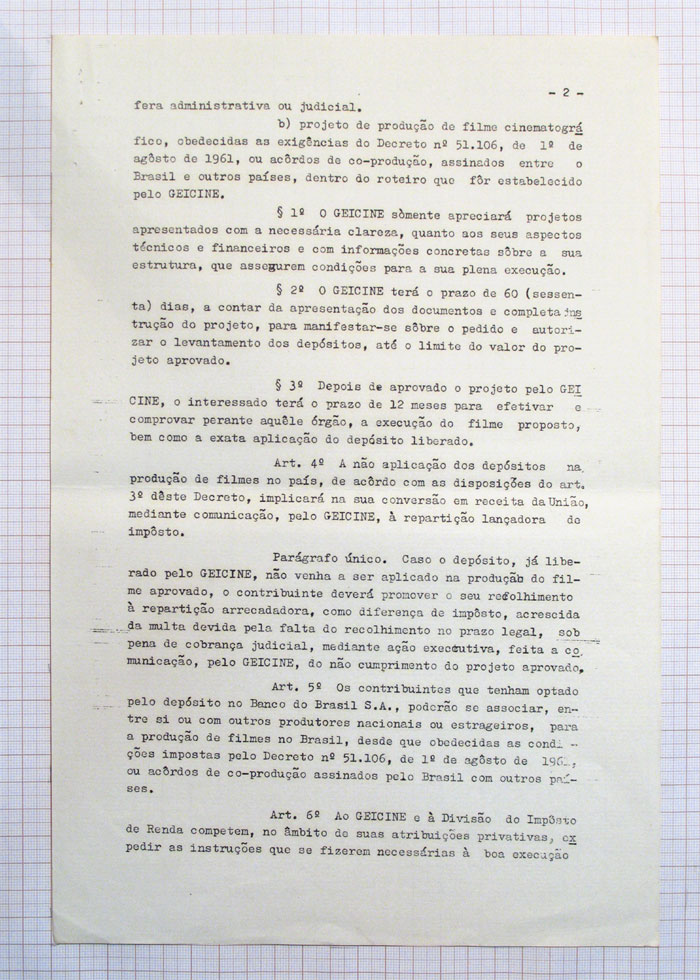 - 2 -
fera administrativa ou judicial.
b) projeto de produção de filme cinematográ
fico, obedecidas as exigências do Decreto nº 51.106, de 1º de
agôsto de 1961, ou acôrdos de co-produção, assinados entre o
Brasil e outros países, dentro do roteiro que fôr estabelecido
pelo GEICINE.
§ 1º O GEICINE sòmente apreciará projetos
apresentados com a necessária clareza, quanto aos seus aspectos
técnicos e financeiros e com informações concretas sôbre a sua
estrutura, que assegurem condições para a sua plena execução.
§ 2º O GEICINE terá o prazo de 60 (sessen-
ta) dias, a contar da apresentação dos documentos e completa ins
trução do projeto, para manifestar-se sôbre o pedido e autori-
zar o levantamento dos depósitos, até o limite do valor do pro-
jeto aprovado.
§ 3º Depois de aprovado o projeto pelo GEI
CINE, o interessado terá o prazo de 12 meses para efetivar e
comprovar perante aquêle órgão, a execução do filme proposto,
bem como a exata aplicação do depósito liberado.
Art. 4º A não aplicação dos depósitos na
produção de filmes no país, de acôrdo com as disposições do art.
3º dêste Decreto, implicará na sua conversão em receita da União,
mediante comunicação, pelo GEICINE, à repartição lançadora do
impôsto.
Parágrafo único. Caso o depósito, já libe-
rado pelo GEICINE, não venha a ser aplicado na produção do fil-
me aprovado, o contribuinte deverá promover o seu recolhimento
à repartição arrecadadora, como diferença de impôsto, acrescida
da multa devida pela falta do recolhimento no prazo legal, sob
pena de cobrança judicial, mediante ação executiva, feita a co
municação, pelo GEICINE, do não cumprimento do projeto aprovado.
Art. 5º Os contribuintes que tenham optado
pelo depósito no Banco do Brasil S.A., poderão se associar, en-
tre si ou com outros produtores nacionais ou estrageiros, para
a produção de filmes no Brasil, desde que obedecidas as condi -
ções impostas pelo Decreto nº 51.106, de 1º de agôsto de 1961,
ou acôrdos de co-produção assinados pelo Brasil com outros paí-
ses.
Art. 6º Ao GEICINE e à Divisão do Impôsto
de Renda competem, no âmbito de suas atribuições privativas, ex
pedir as instruções que se fizerem necessárias à boa execução